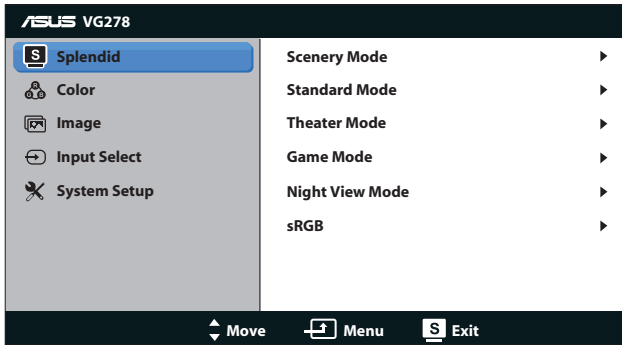 ASUS VG278
S Splendid
Color
Image
Input Select
System Setup
Scenery Mode
Standard Mode
Theater Mode
Game Mode
Night View Mode
sRGB
Move Menu S Exit